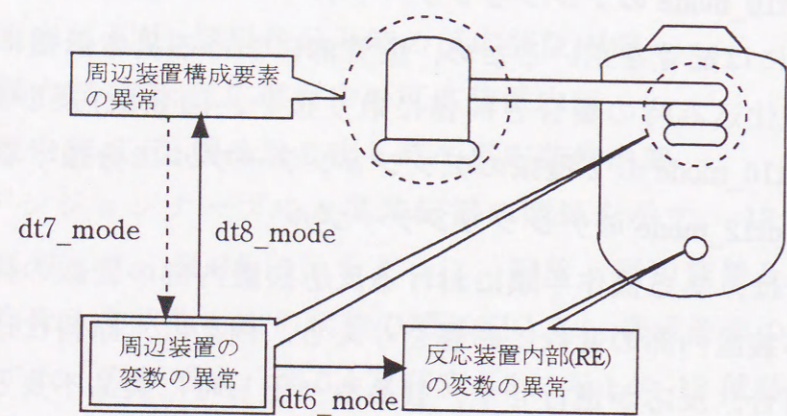 周辺装置構成要素
の異常
dt7_mode
dt8_mode
周辺装置の
変数の異常
dt6_mode
反応装置内部(RE)
の変数の異常